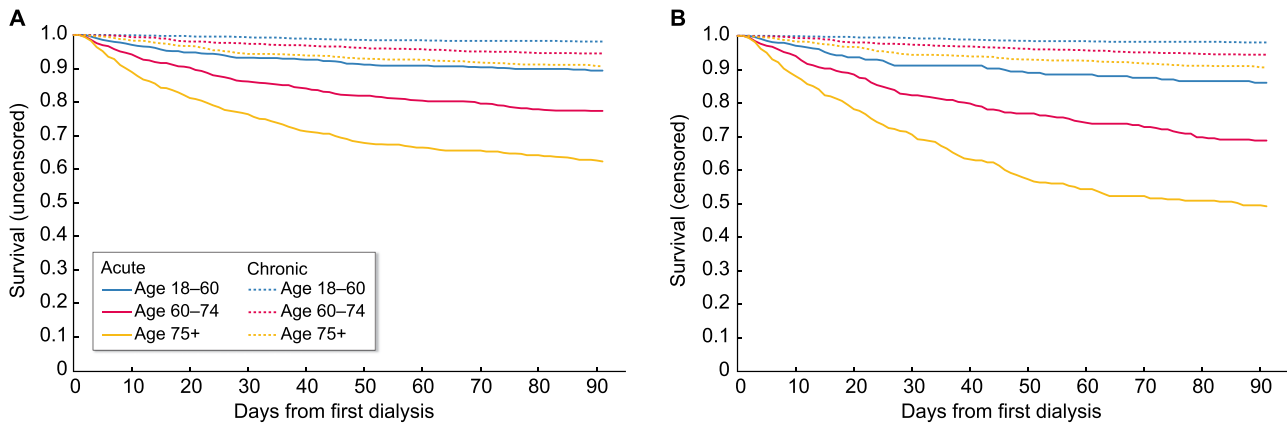 A
Survival (uncensored)
1.0
0.9
0.8
0.7
0.6
0.5
0.4
0.3
0.2
0.1
0
Acute
Chronic
Age 18–60
Age 18–60
Age 60–74
Age 60–74
Age 75+
Age 75+
0 10 20 30 40 50 60 70 80 90
Days from first dialysis
B
Survival (censored)
1.0
0.9
0.8
0.7
0.6
0.5
0.4
0.3
0.2
0.1
0
0 10 20 30 40 50 60 70 80 90
Days from first dialysis